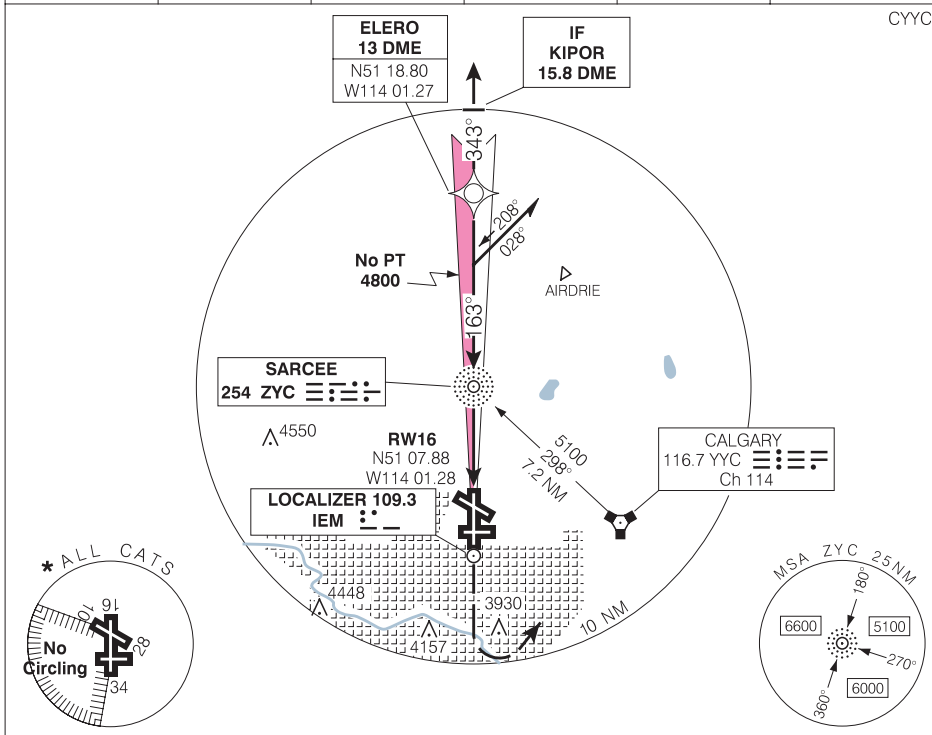 CYYC
ELERO
13 DME
N51 18.80
W114 01.27
IF
KIPOR
15.8 DME
343°
208°
028°
No PT
4800
AIRDRIE
163°
SARCEE
254 ZYC
4550
RW16
N51 07.88
W114 01.28
5100
298°
7.2 NM
CALGARY
116.7 YYC
Ch 114
LOCALIZER 109.3
IEM
4448
4157
3930
10 NM
*ALL CATS
10
16
28
34
No
Circling
MSA ZYC 25NM
180°
6600
5100
270°
6000
360°